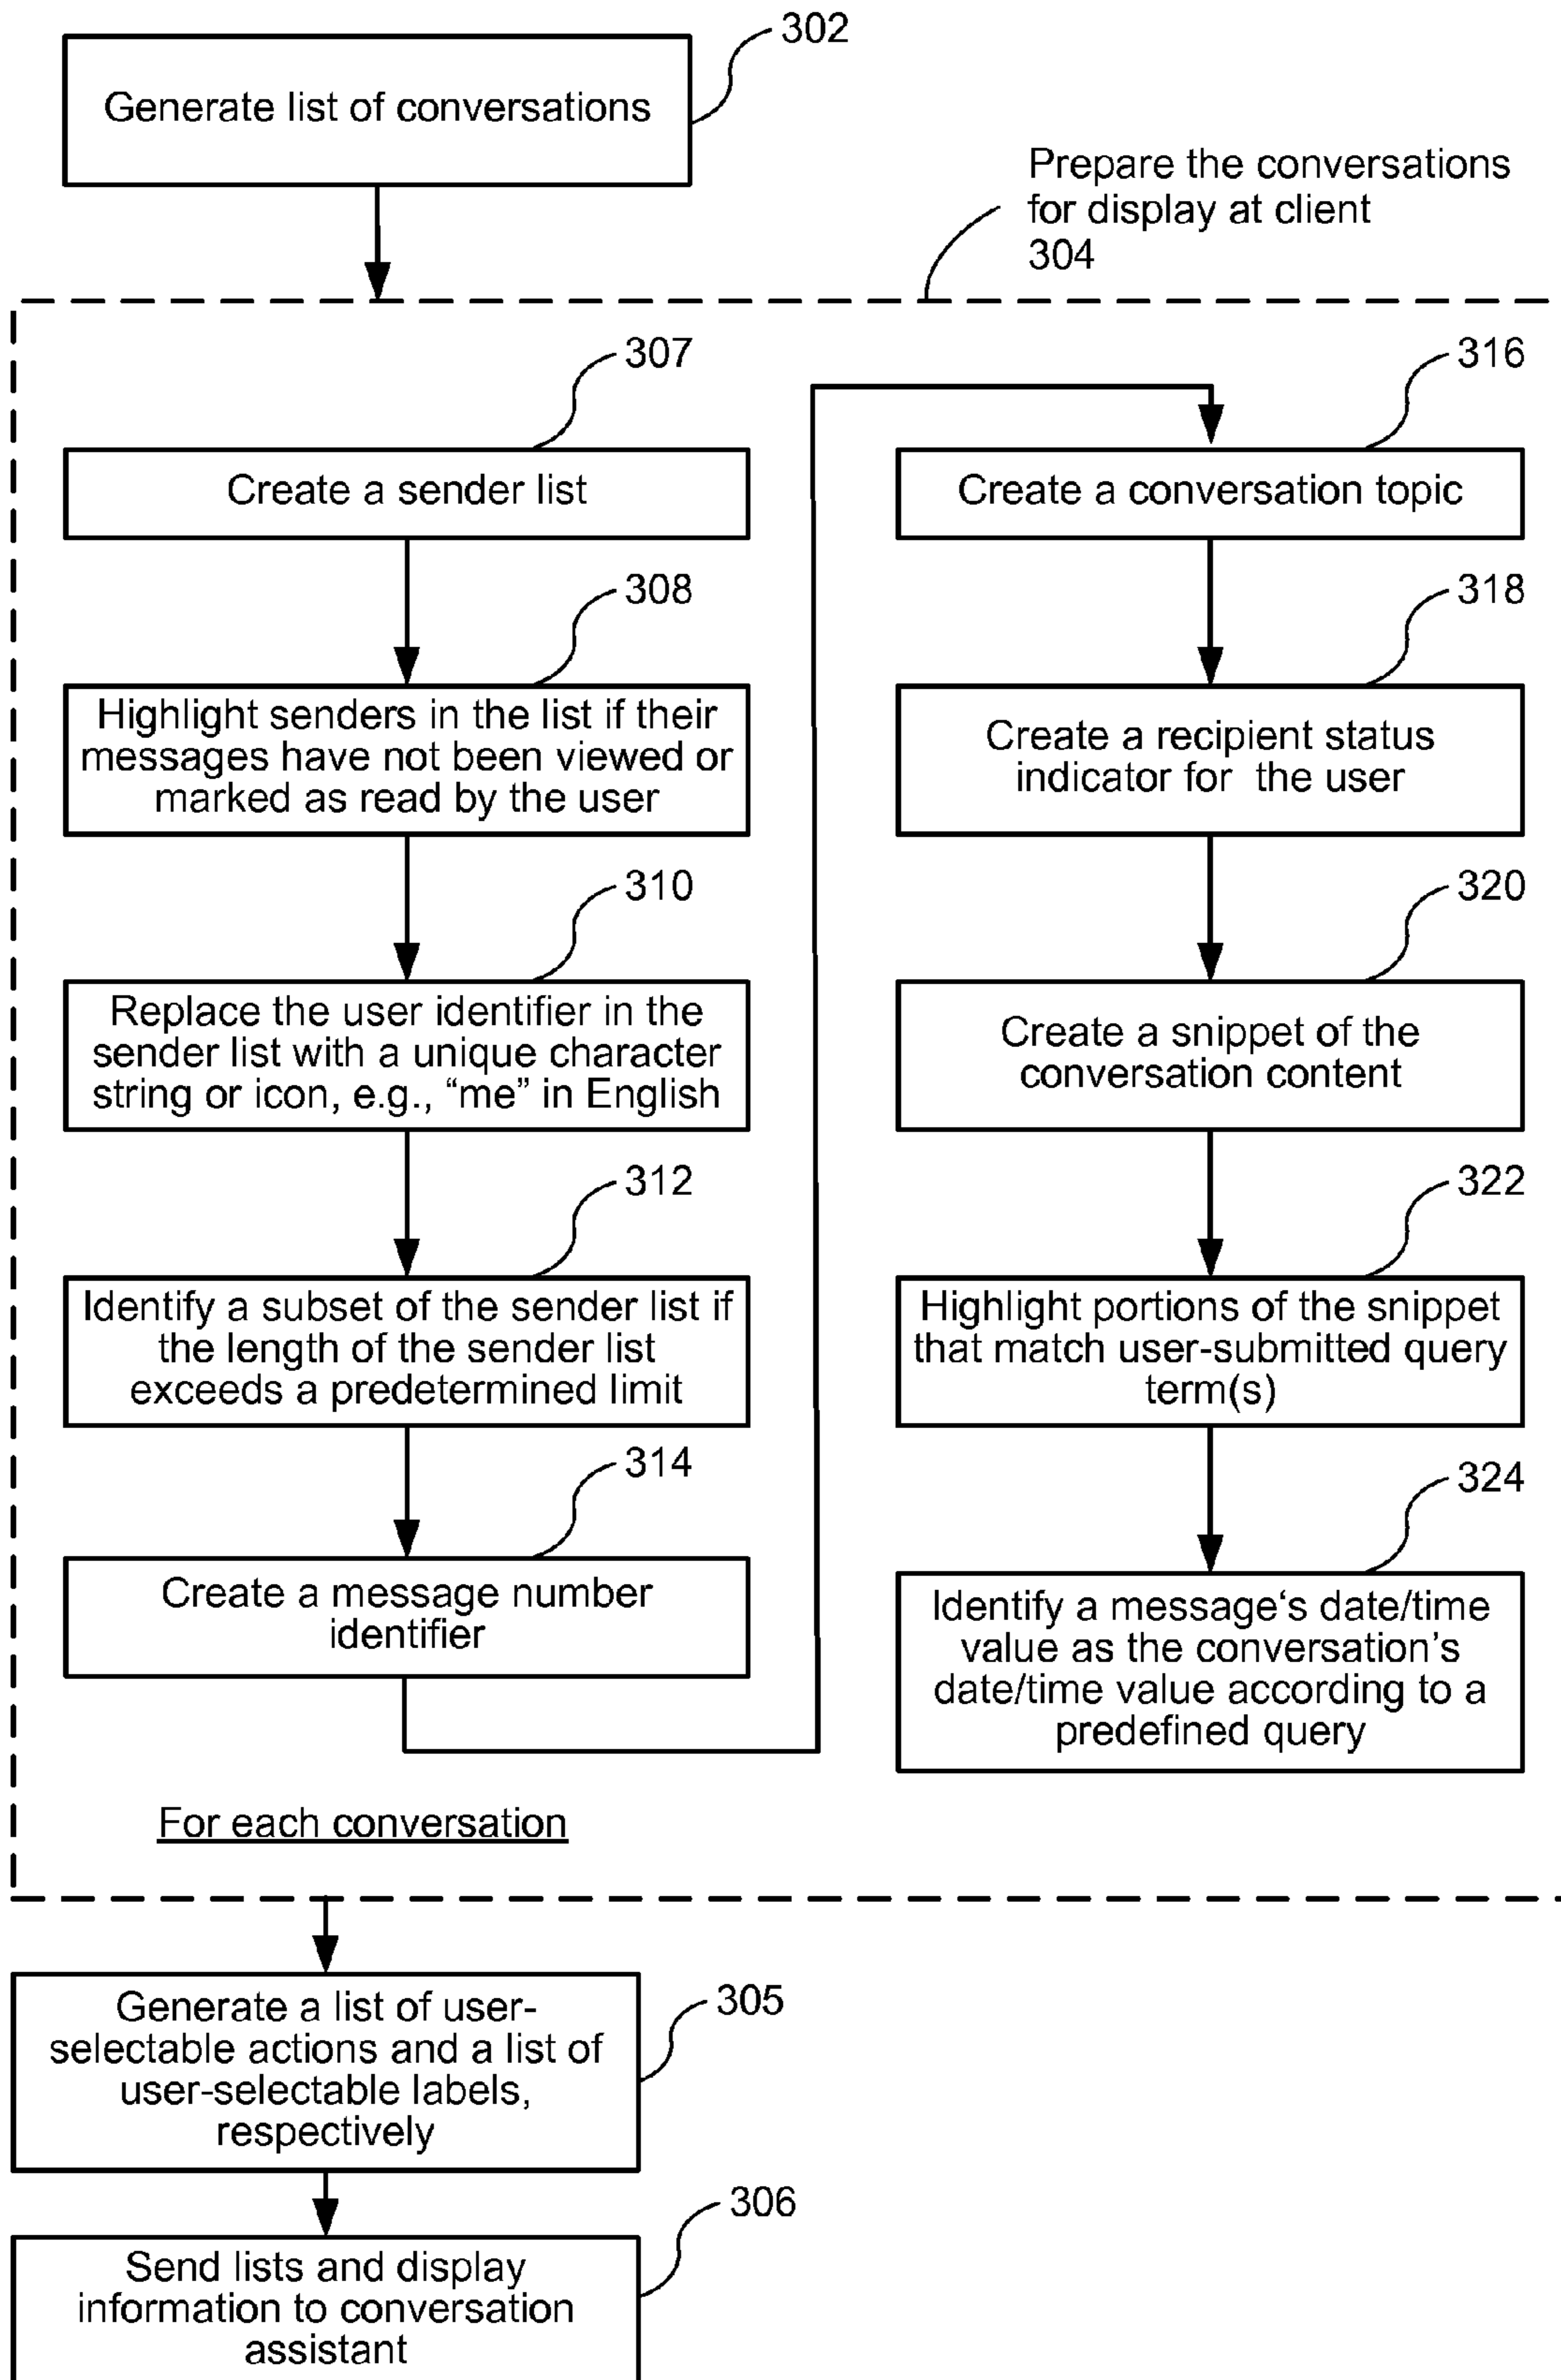 302
Generate list of conversations
Prepare the conversations
for display at client
304
307
Create a sender list
308
Highlight senders in the list if their
messages have not been viewed or
marked as read by the user
310
Replace the user identifier in the
sender list with a unique character
string or icon, e.g., “me” in English
312
Identify a subset of the sender list if
the length of the sender list
exceeds a predetermined limit
314
Create a message number
identifier
316
Create a conversation topic
318
Create a recipient status
indicator for the user
320
Create a snippet of the
conversation content
322
Highlight portions of the snippet
that match user-submitted query
term(s)
324
Identify a message‘s date/time
value as the conversation’s
date/time value according to a
predefined query
For each conversation
305
Generate a list of user-
selectable actions and a list of
user-selectable labels,
respectively
306
Send lists and display
information to conversation
assistant